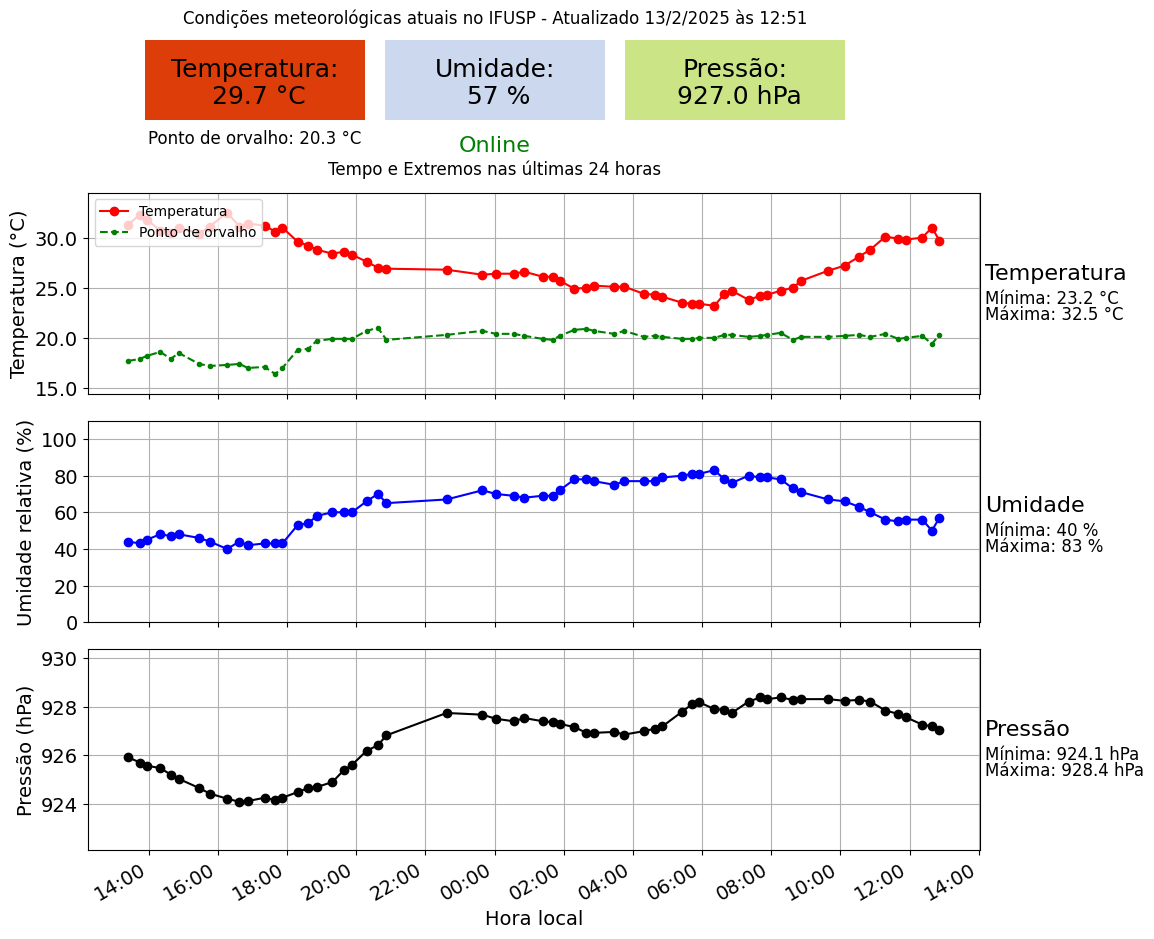 Condições meteorológicas atuais no IFUSP - Atualizado 13/2/2025 às 12:51
Temperatura:
29.7 °C
Umidade:
57 %
Pressão:
927.0 hPa
Ponto de orvalho: 20.3 °C
Online
Tempo e Extremos nas últimas 24 horas
Temperatura (°C)
30.0
25.0
20.0
15.0
Temperatura
Ponto de orvalho
Temperatura
Mínima: 23.2 °C
Máxima: 32.5 °C
Umidade relativa (%)
100
80
60
40
20
0
Umidade
Mínima: 40 %
Máxima: 83 %
Pressão (hPa)
930
928
926
924
Pressão
Mínima: 924.1 hPa
Máxima: 928.4 hPa
14:00
16:00
18:00
20:00
22:00
00:00
02:00
04:00
06:00
08:00
10:00
12:00
14:00
Hora local